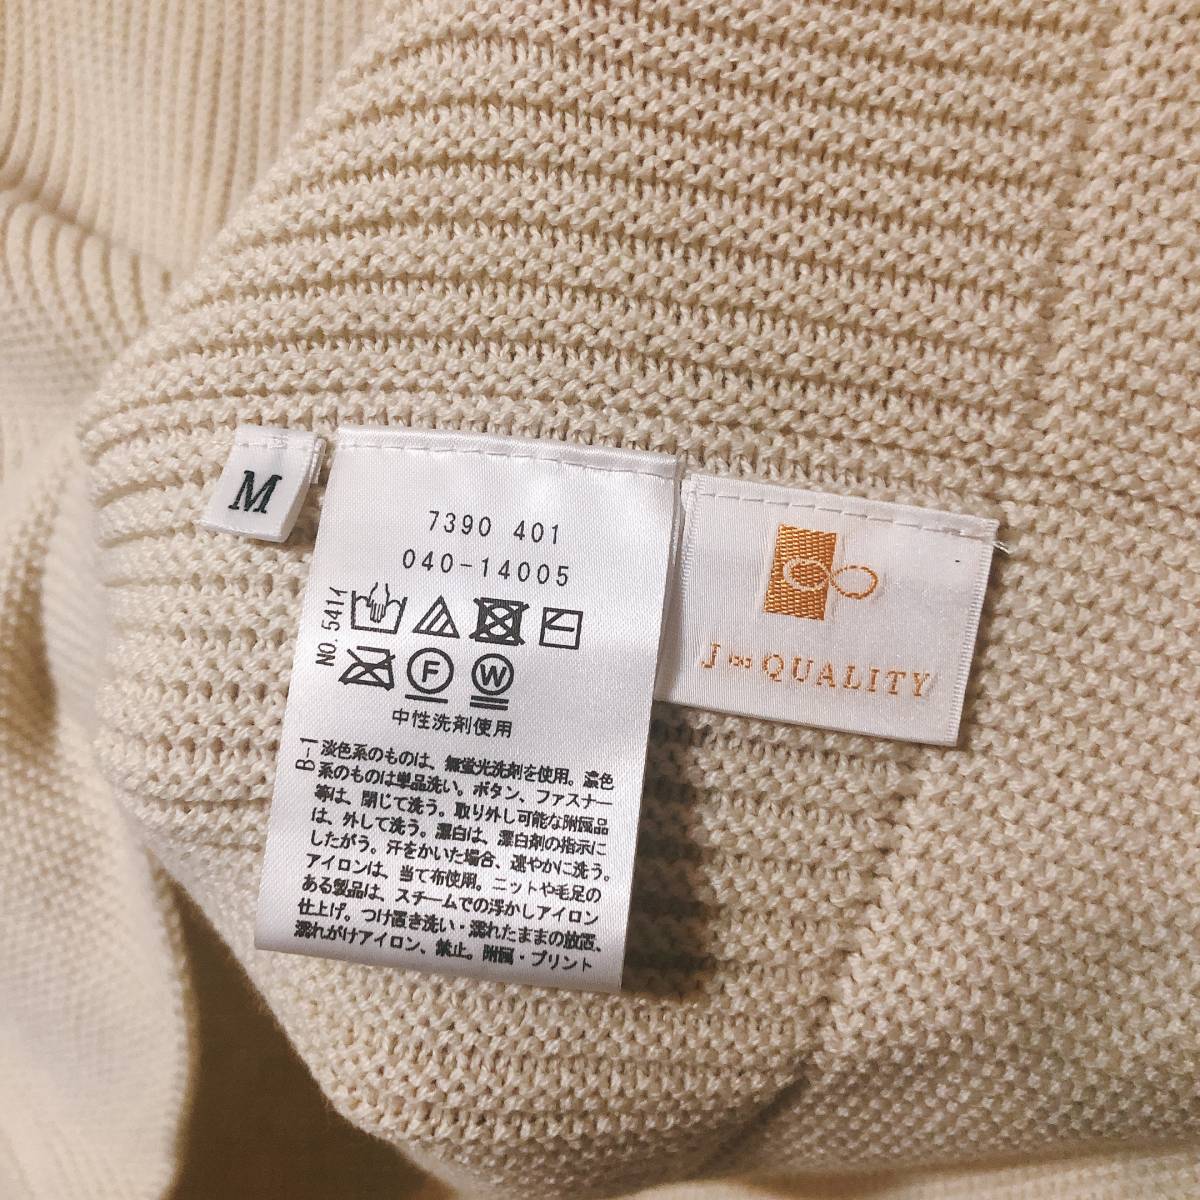 M
7390 401
040-14005
NO.541イ
F
W
中性洗剤使用
B-1
淡色系のものは、無蛍光洗剤を使用。濃色
系のものは単品洗い。ボタン、ファスナー
等は、閉じて洗う。取り外し可能な附属品
は、外して洗う。漂白は、漂白剤の指示に
したがう。汗をかいた場合、速やかに洗う。
アイロンは、当て布使用。ニットや毛足の
ある製品は、スチームでの浮かしアイロン
仕上げ。つけ置き洗い・濡れたままの放置、
濡れがけアイロン、禁止。附属・プリント
J∞QUALITY